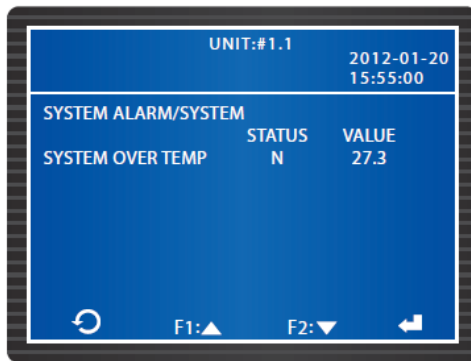 UNIT:#1.1
2012-01-20
15:55:00
SYSTEM ALARM/SYSTEM
STATUS VALUE
SYSTEM OVER TEMP N 27.3
F1:▲ F2:▼